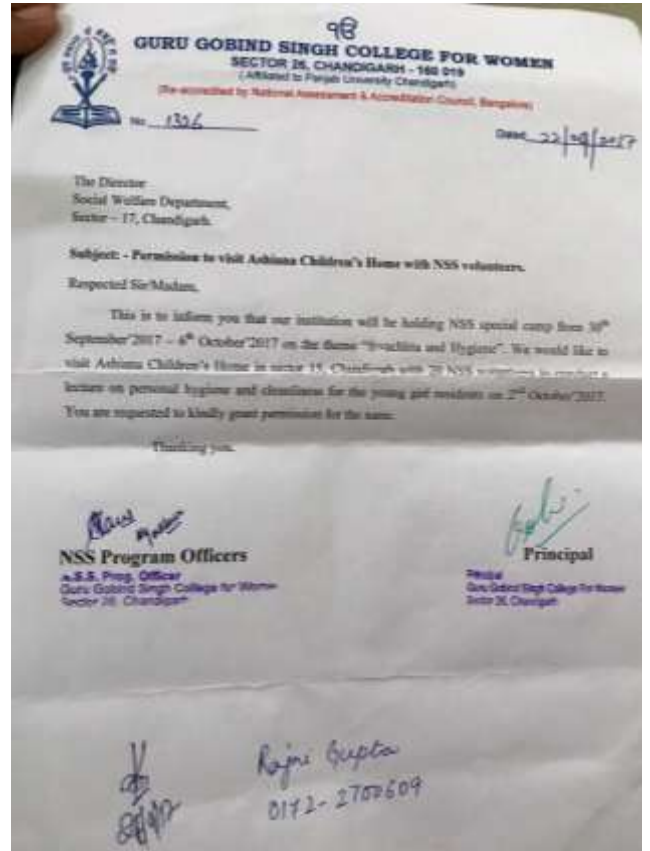 ੴ
GURU GOBIND SINGH COLLEGE FOR WOMEN
SECTOR 26, CHANDIGARH - 160 019
(Affiliated to Panjab University Chandigarh)
(Re-accredited by National Assessment & Accreditation Council, Bangalore)
No. 1326
Dated 22/09/2017
The Director
Social Welfare Department,
Sector – 17, Chandigarh.
Subject: - Permission to visit Ashiana Children's Home with NSS volunteers.
Respected Sir/Madam,
This is to inform you that our institution will be holding NSS special camp from 30th
September'2017 – 6th October'2017 on the theme "Swachhta and Hygiene". We would like to
visit Ashiana Children's Home in sector 15, Chandigarh with 20 NSS volunteers to conduct a
lecture on personal hygiene and cleanliness for the young girl residents on 2nd October'2017.
You are requested to kindly grant permission for the same.
Thanking you.
NSS Program Officers
Principal
N.S.S. Prog. Officer
Guru Gobind Singh College for Women
Sector 26, Chandigarh
Principal
Guru Gobind Singh College For Women
Sector 26, Chandigarh
Rajni Gupta
0172-2700609